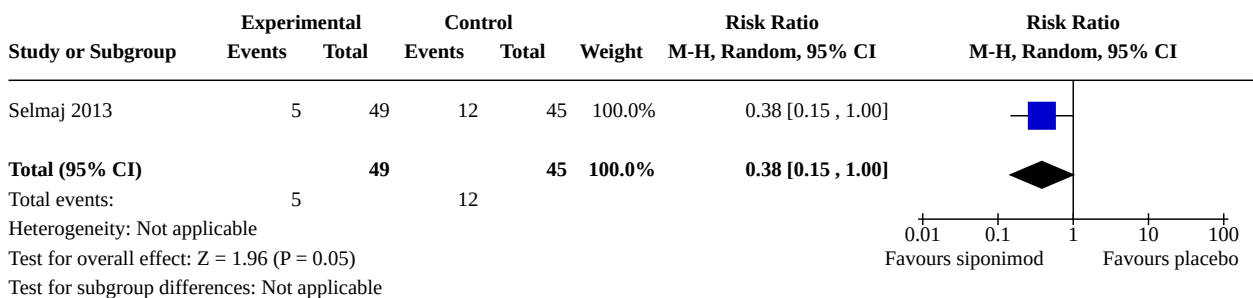 Experimental Control Risk Ratio Risk Ratio
Study or Subgroup Events Total Events Total Weight M-H, Random, 95% CI M-H, Random, 95% CI
Selmaj 2013 5 49 12 45 100.0% 0.38 [0.15 , 1.00]
Total (95% CI) 49 45 100.0% 0.38 [0.15 , 1.00]
Total events: 5 12
Heterogeneity: Not applicable
0.01 0.1 1 10 100
Test for overall effect: Z = 1.96 (P = 0.05)
Favours siponimod Favours placebo
Test for subgroup differences: Not applicable